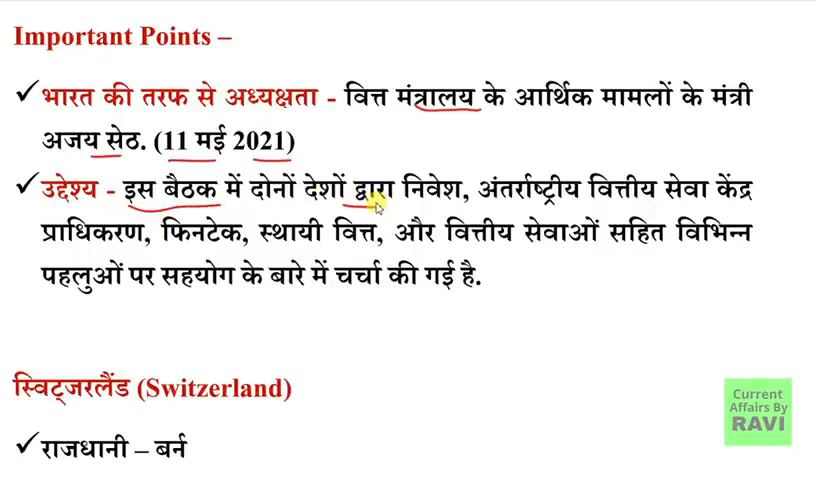 Important Points –
✓ भारत की तरफ से अध्यक्षता - वित्त मंत्रालय के आर्थिक मामलों के मंत्री
अजय सेठ. (11 मई 2021)
✓ उद्देश्य - इस बैठक में दोनों देशों द्वारा निवेश, अंतर्राष्ट्रीय वित्तीय सेवा केंद्र
प्राधिकरण, फिनटेक, स्थायी वित्त, और वित्तीय सेवाओं सहित विभिन्न
पहलुओं पर सहयोग के बारे में चर्चा की गई है.
स्विट्जरलैंड (Switzerland)
✓ राजधानी – बर्न
Current
Affairs By
RAVI